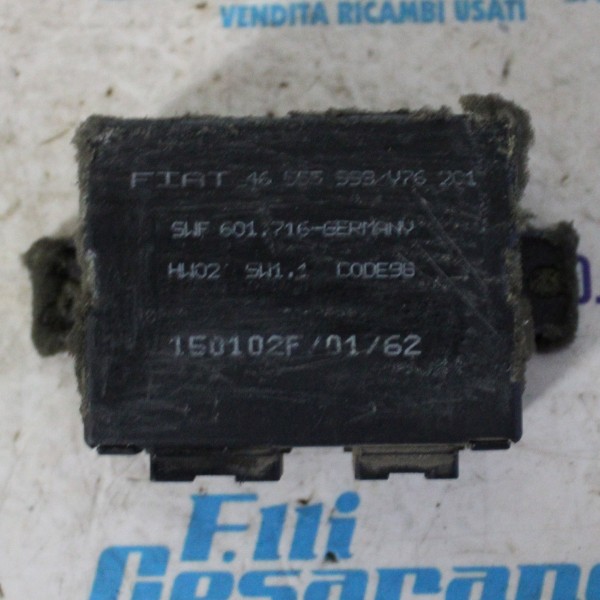 VENDITA RICAMBI USATI
FIAT 46 555 993/V76 201
SWF 601.716-GERMANY
HW02 SW1.1 CODE98
150102F/01/62
F.lli